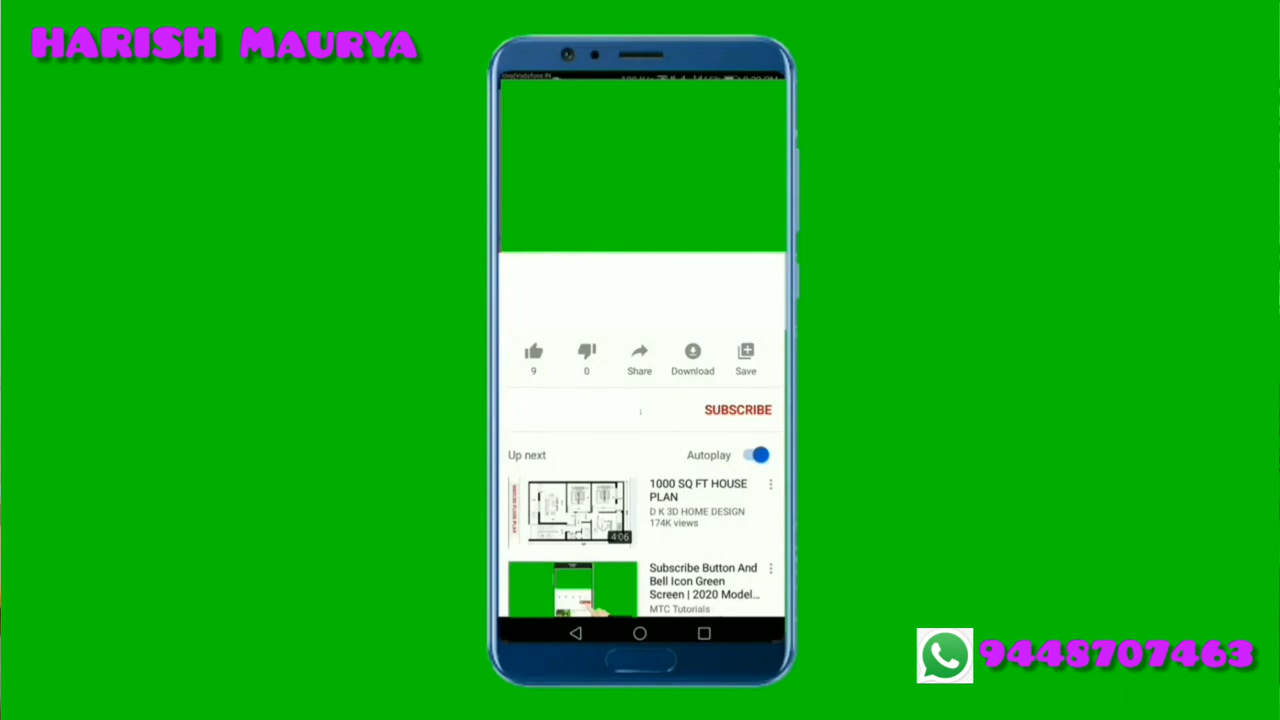 HARISH MAURYA
9
0
Share
Download
Save
SUBSCRIBE
Up next
Autoplay
1000 SQ FT HOUSE
PLAN
D K 3D HOME DESIGN
174K views
4:06
Subscribe Button And
Bell Icon Green
Screen | 2020 Model...
MTC Tutorials
9448707463